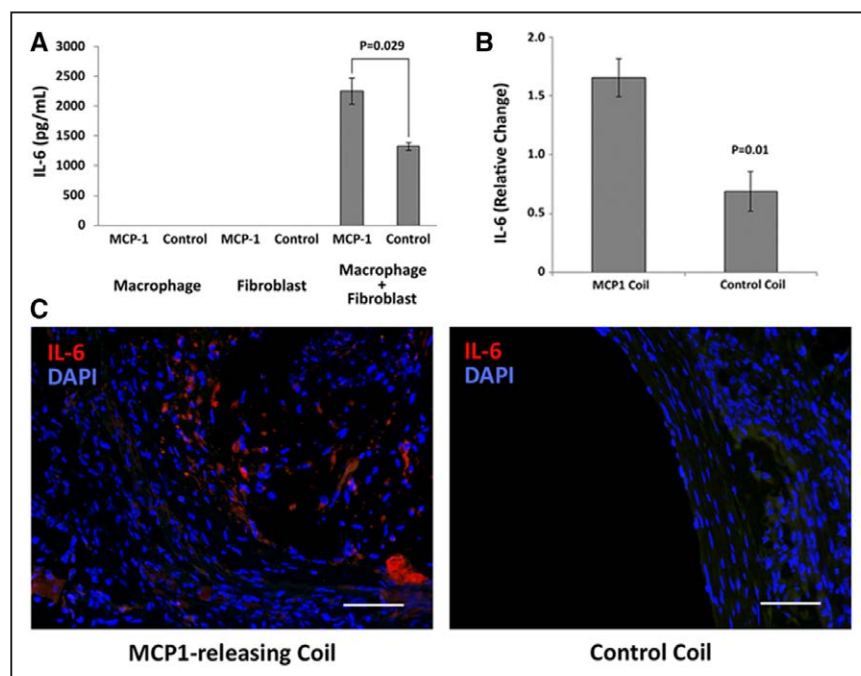 A
IL-6 (pg/mL)
3000
2500
2000
1500
1000
500
0
P=0.029
MCP-1 Control MCP-1 Control MCP-1 Control
Macrophage Fibroblast Macrophage
+
Fibroblast
B
IL-6 (Relative Change)
2.0
1.5
1.0
0.5
0
P=0.01
MCP1 Coil Control Coil
C
IL-6
DAPI
IL-6
DAPI
MCP1-releasing Coil Control Coil